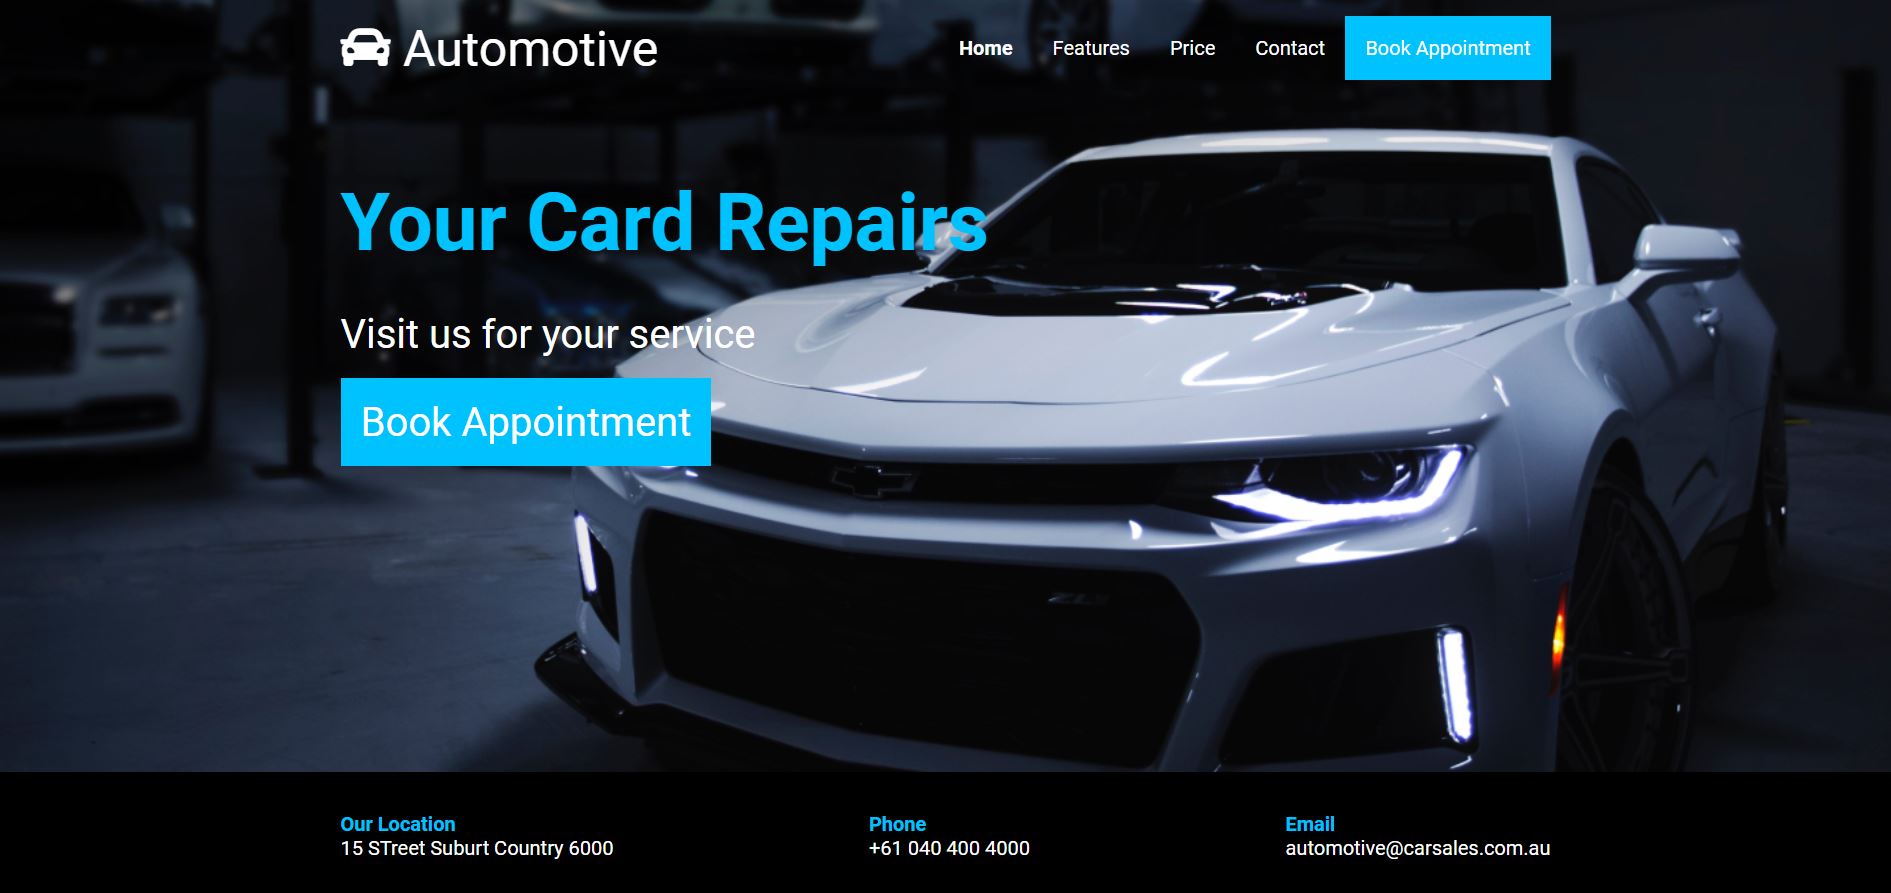 Automotive
Home Features Price Contact Book Appointment
Your Card Repairs
Visit us for your service
Book Appointment
ZL1
Our Location Phone Email
15 STreet Suburt Country 6000 +61 040 400 4000 automotive@carsales.com.au